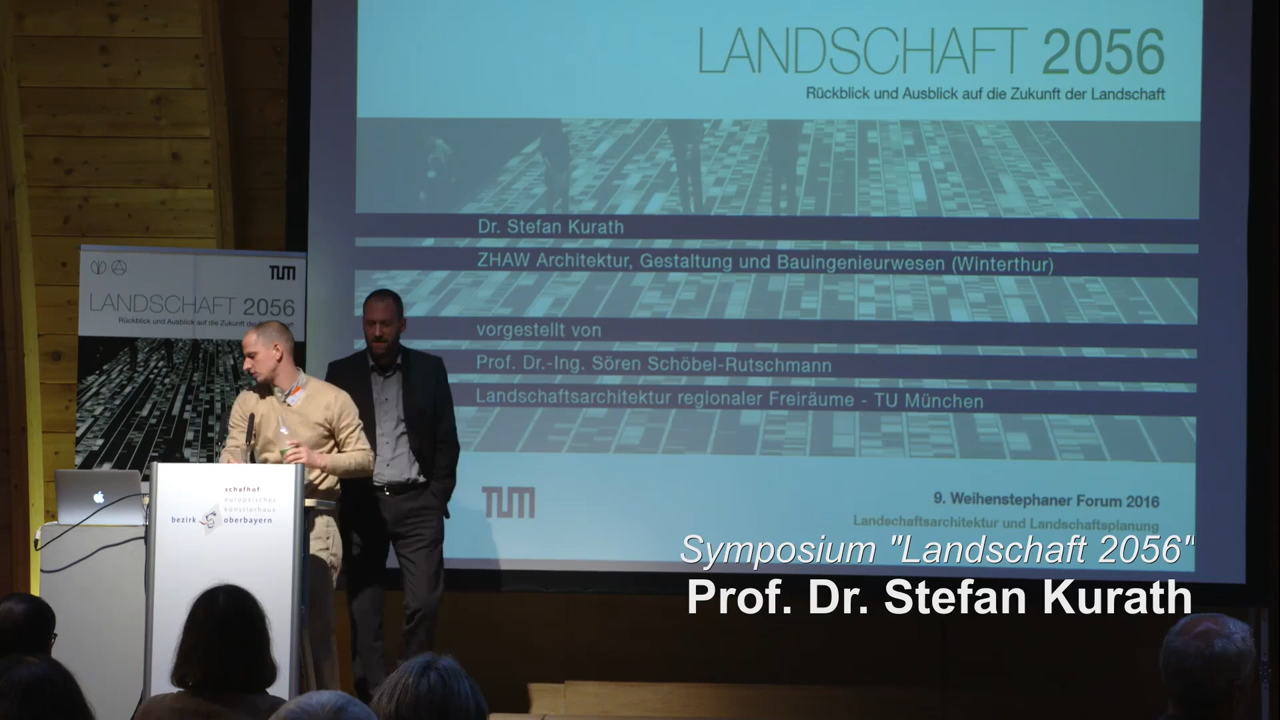 LANDSCHAFT 2056
Rückblick und Ausblick auf die Zukunft der Landschaft
Dr. Stefan Kurath
ZHAW Architektur, Gestaltung und Bauingenieurwesen (Winterthur)
vorgestellt von
Prof. Dr.-Ing. Sören Schöbel-Rutschmann
Landschaftsarchitektur regionaler Freiräume - TU München
TUM
9. Weihenstephaner Forum 2016
Landschaftsarchitektur und Landschaftsplanung
Symposium "Landschaft 2056"
Prof. Dr. Stefan Kurath
TUM
LANDSCHAFT 2056
Rückblick und Ausblick auf die Zukunft
schafhof
europäisches
künstlerhaus
bezirk oberbayern